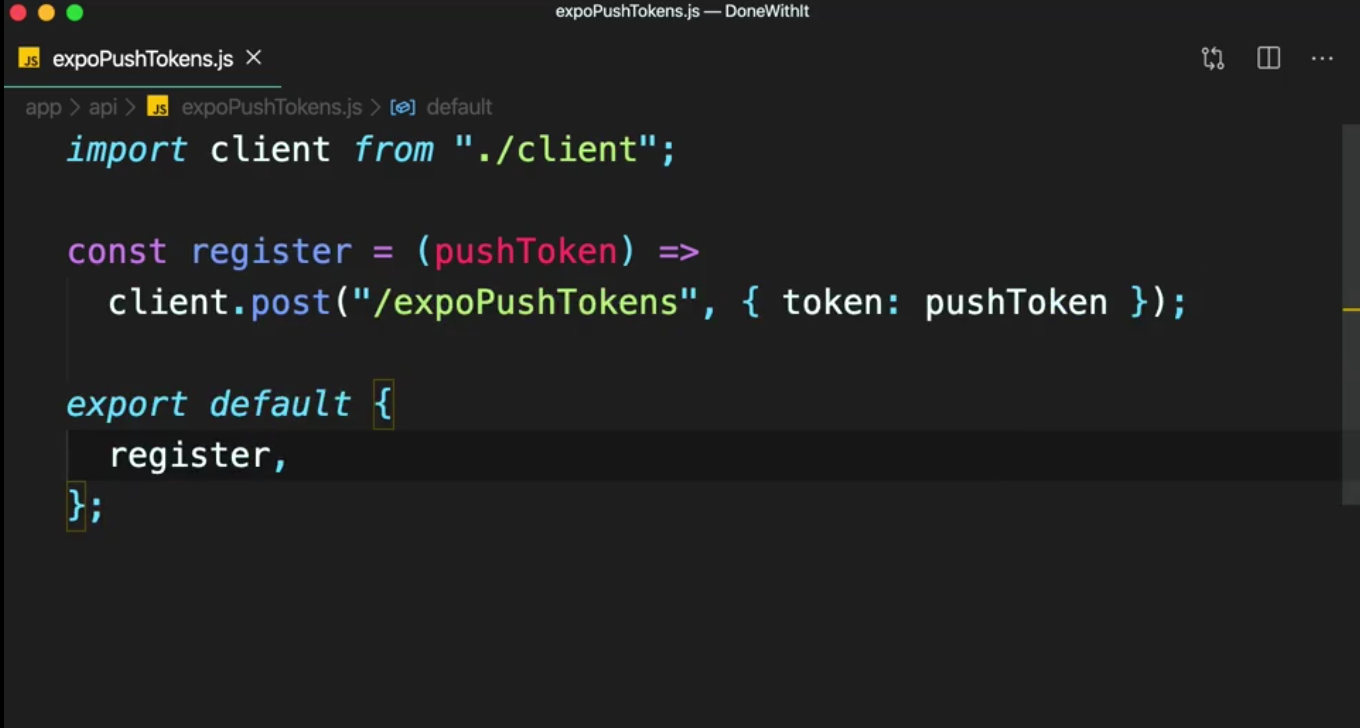 expoPushTokens.js — DoneWithIt
JS expoPushTokens.js ×
app > api > JS expoPushTokens.js > default
import client from "./client";
const register = (pushToken) =>
  client.post("/expoPushTokens", { token: pushToken });
export default {
  register,
};